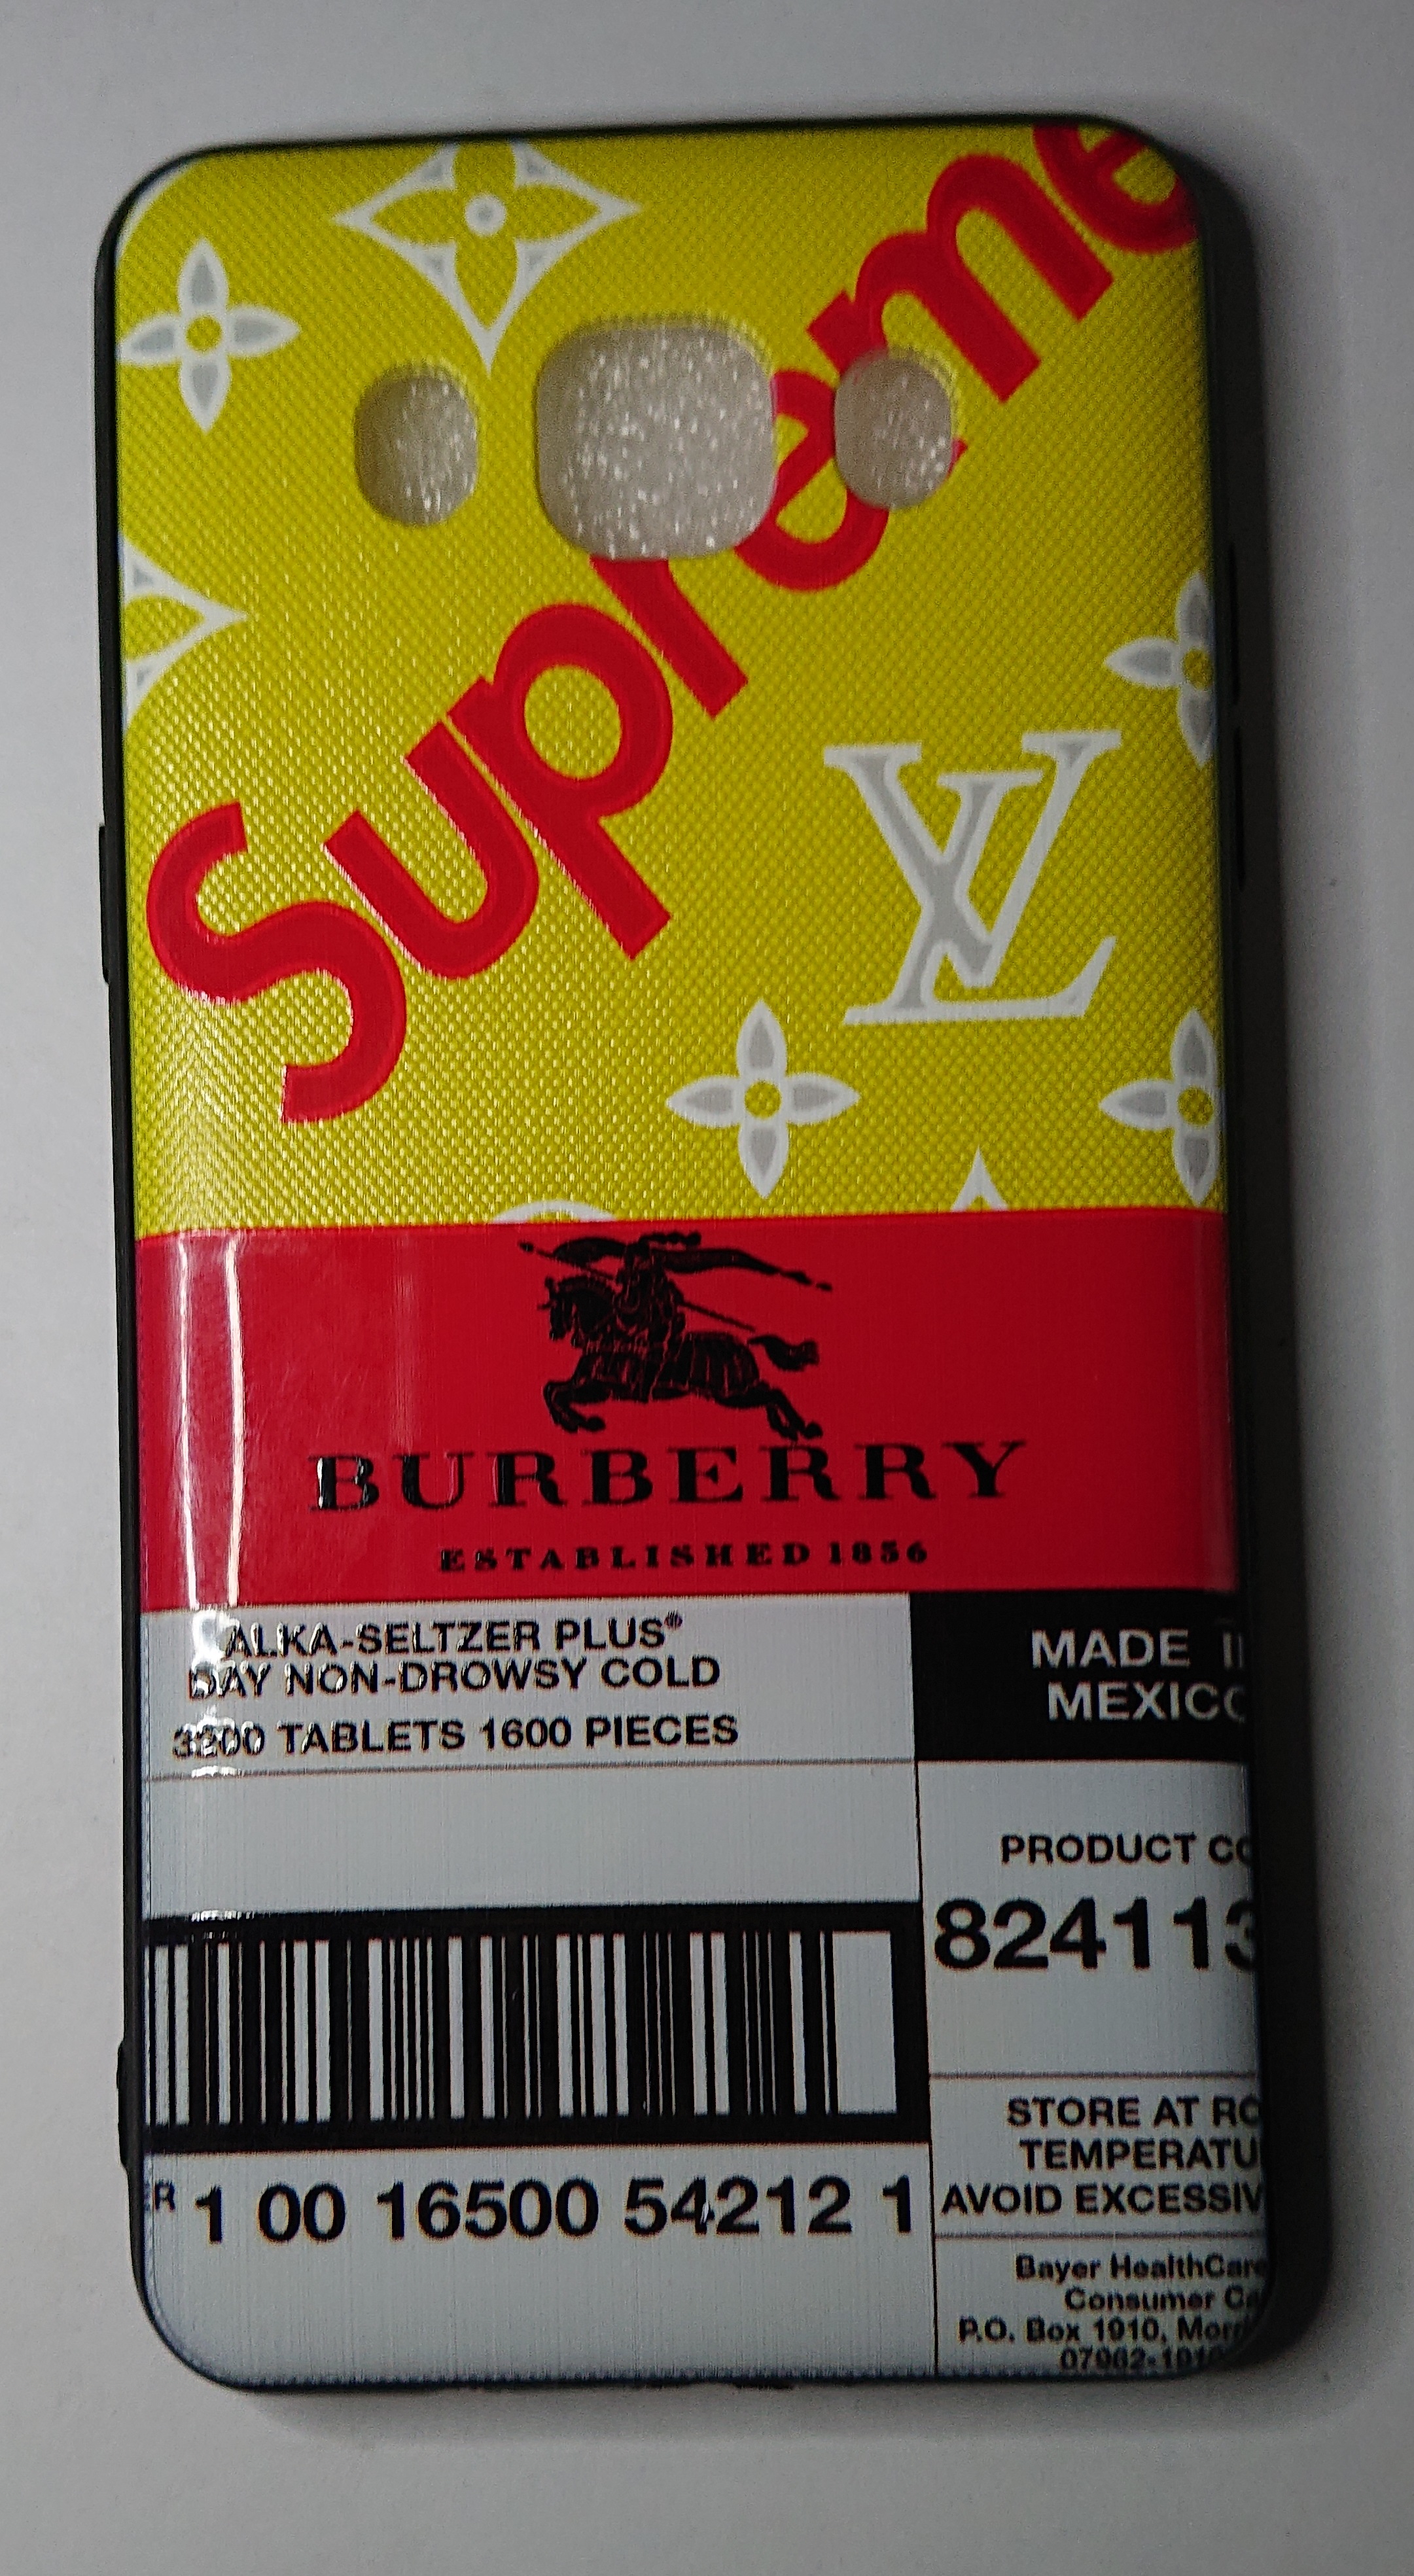 Supreme
LV
BURBERRY
ESTABLISHED 1856
ALKA-SELTZER PLUS®
DAY NON-DROWSY COLD
3200 TABLETS 1600 PIECES
MADE
MEXICO
PRODUCT
824113
1 00 16500 54212 1
STORE AT
TEMPERATU
AVOID EXCESSIV
Bayer HealthCare
Consumer
P.O. Box 1910,